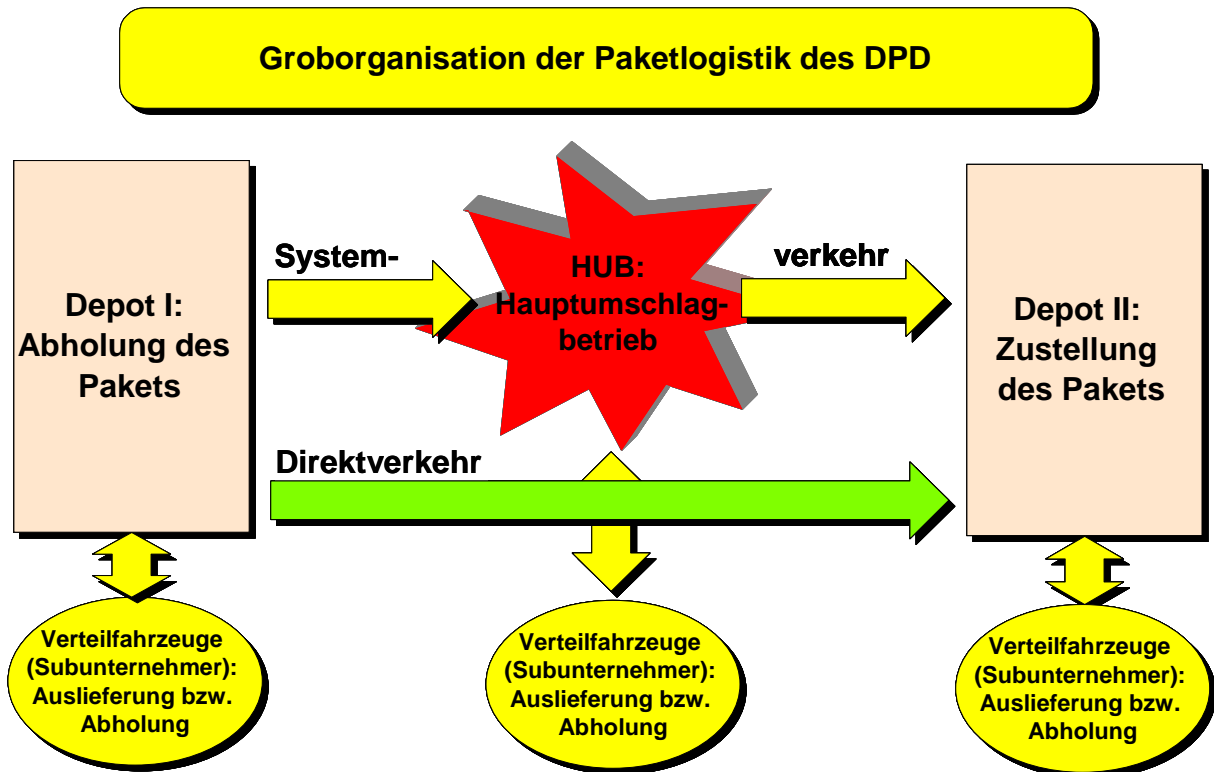 Groborganisation der Paketlogistik des DPD
Depot I:
Abholung des
Pakets
System-
HUB:
Hauptumschlag-
betrieb
verkehr
Depot II:
Zustellung
des Pakets
Direktverkehr
Verteilfahrzeuge
(Subunternehmer):
Auslieferung bzw.
Abholung
Verteilfahrzeuge
(Subunternehmer):
Auslieferung bzw.
Abholung
Verteilfahrzeuge
(Subunternehmer):
Auslieferung bzw.
Abholung